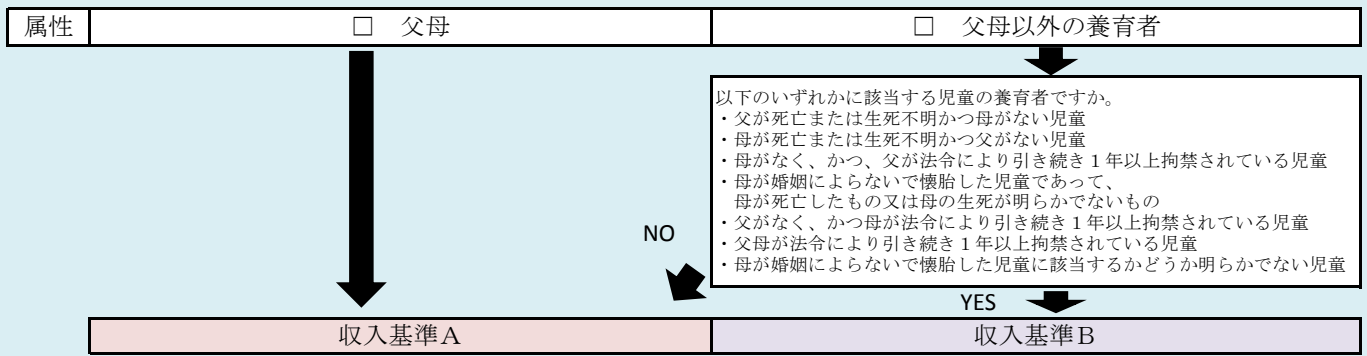 属性
□　父母
□　父母以外の養育者
以下のいずれかに該当する児童の養育者ですか。
・父が死亡または生死不明かつ母がない児童
・母が死亡または生死不明かつ父がない児童
・母がなく、かつ、父が法令により引き続き１年以上拘禁されている児童
・母が婚姻によらないで懐胎した児童であって、
母が死亡したもの又は母の生死が明らかでないもの
・父がなく、かつ母が法令により引き続き１年以上拘禁されている児童
・父母が法令により引き続き１年以上拘禁されている児童
・母が婚姻によらないで懐胎した児童に該当するかどうか明らかでない児童
NO
YES
収入基準Ａ
収入基準Ｂ